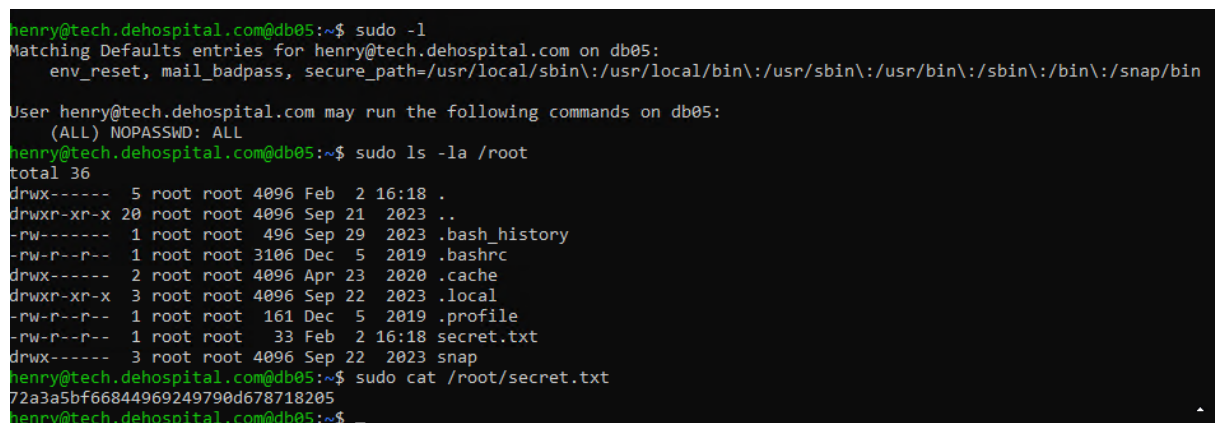 henry@tech.dehospital.com@db05:~$ sudo -l
Matching Defaults entries for henry@tech.dehospital.com on db05:
    env_reset, mail_badpass, secure_path=/usr/local/sbin\:/usr/local/bin\:/usr/sbin\:/usr/bin\:/sbin\:/bin\:/snap/bin

User henry@tech.dehospital.com may run the following commands on db05:
    (ALL) NOPASSWD: ALL
henry@tech.dehospital.com@db05:~$ sudo ls -la /root
total 36
drwx------  5 root root 4096 Feb  2 16:18 .
drwxr-xr-x 20 root root 4096 Sep 21  2023 ..
-rw-------  1 root root  496 Sep 29  2023 .bash_history
-rw-r--r--  1 root root 3106 Dec  5  2019 .bashrc
drwx------  2 root root 4096 Apr 23  2020 .cache
drwxr-xr-x  3 root root 4096 Sep 22  2023 .local
-rw-r--r--  1 root root  161 Dec  5  2019 .profile
-rw-r--r--  1 root root   33 Feb  2 16:18 secret.txt
drwx------  3 root root 4096 Sep 22  2023 snap
henry@tech.dehospital.com@db05:~$ sudo cat /root/secret.txt
72a3a5bf66844969249790d678718205
henry@tech.dehospital.com@db05:~$ _